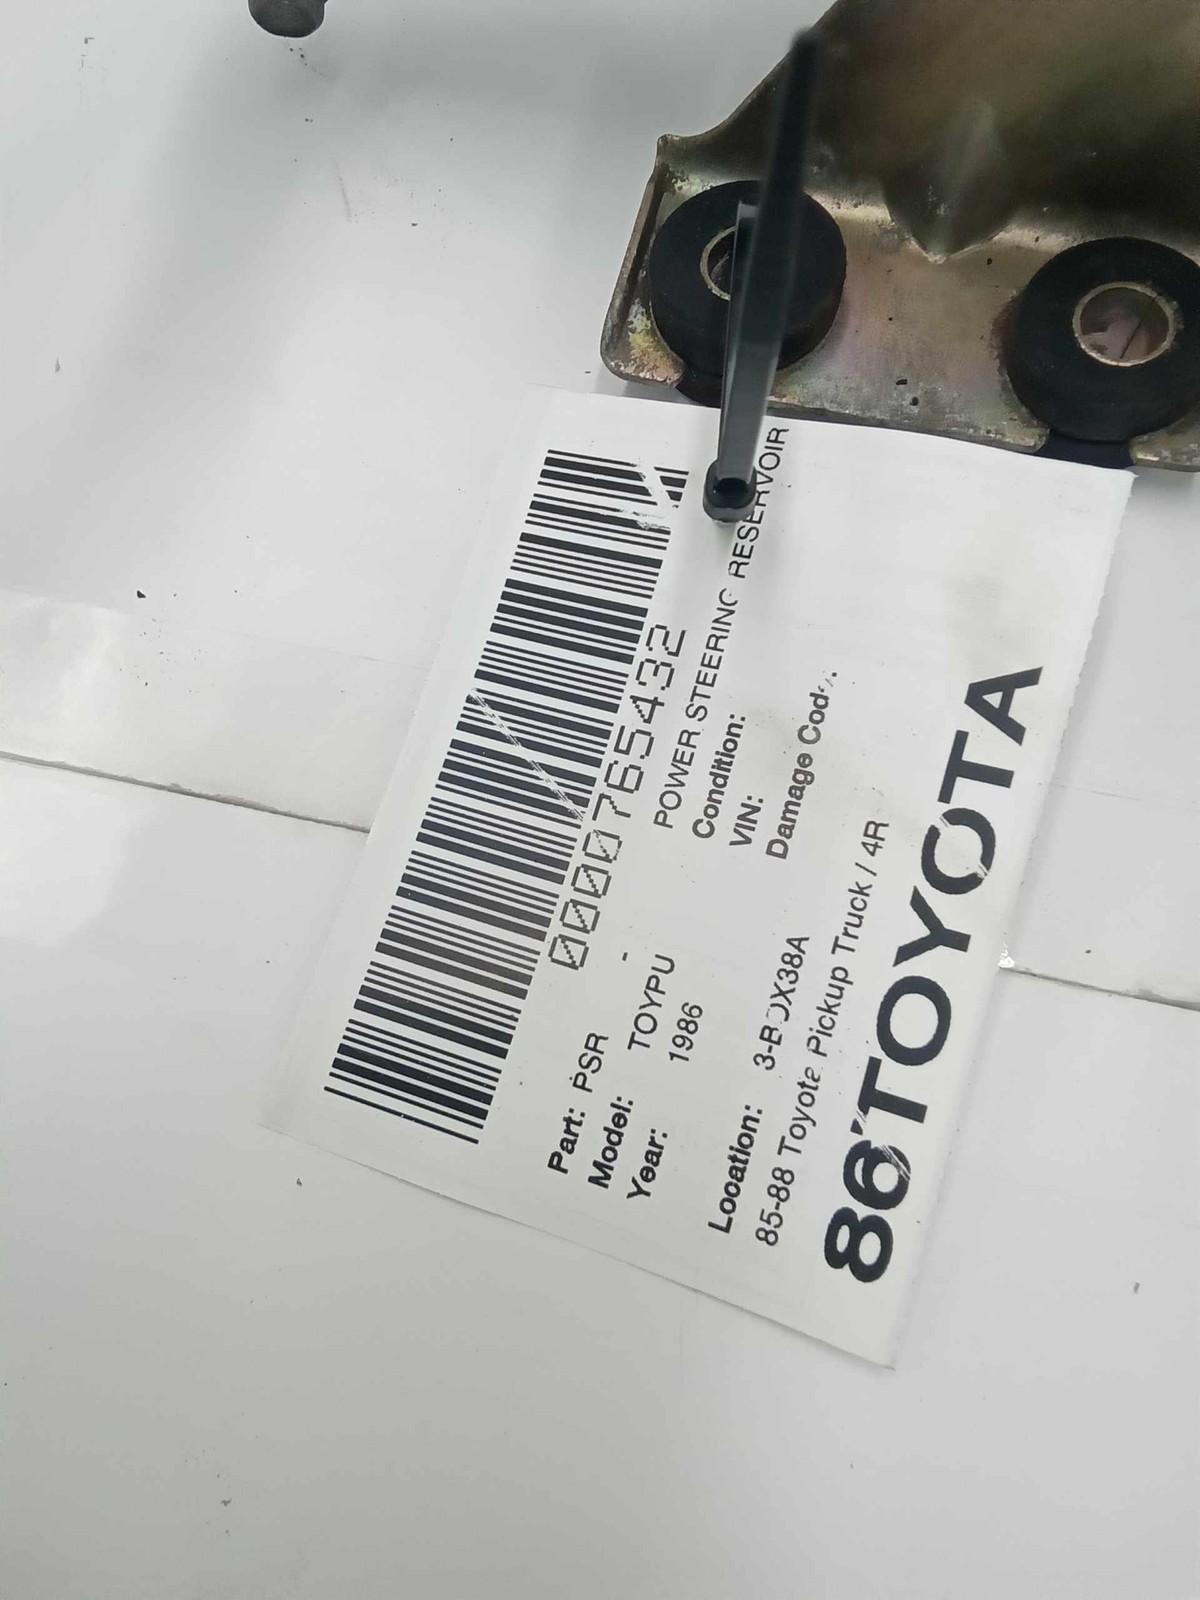 0000765432
Part: PSR - POWER STEERING RESERVOIR
Model: TOYPU Condition:
Year: 1986 VIN:
Damage Code:
Location: 3-BOX38A
85-88 Toyota Pickup Truck / 4R
86'TOYOTA